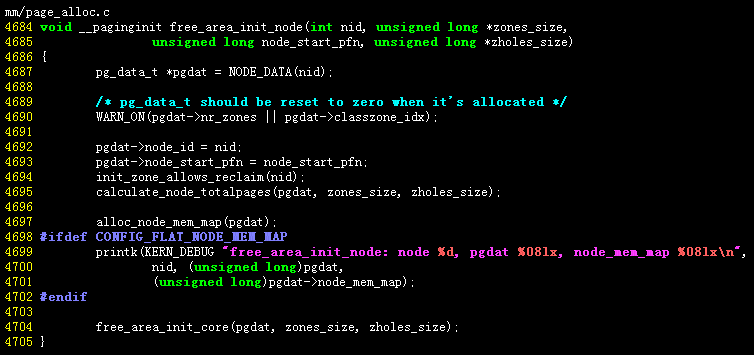 mm/page_alloc.c
4684 void __paginginit free_area_init_node(int nid, unsigned long *zones_size,
4685                 unsigned long node_start_pfn, unsigned long *zholes_size)
4686 {
4687         pg_data_t *pgdat = NODE_DATA(nid);
4688
4689         /* pg_data_t should be reset to zero when it's allocated */
4690         WARN_ON(pgdat->nr_zones || pgdat->classzone_idx);
4691
4692         pgdat->node_id = nid;
4693         pgdat->node_start_pfn = node_start_pfn;
4694         init_zone_allows_reclaim(nid);
4695         calculate_node_totalpages(pgdat, zones_size, zholes_size);
4696
4697         alloc_node_mem_map(pgdat);
4698 #ifdef CONFIG_FLAT_NODE_MEM_MAP
4699         printk(KERN_DEBUG "free_area_init_node: node %d, pgdat %08lx, node_mem_map %08lx\n",
4700                 nid, (unsigned long)pgdat,
4701                 (unsigned long)pgdat->node_mem_map);
4702 #endif
4703
4704         free_area_init_core(pgdat, zones_size, zholes_size);
4705 }